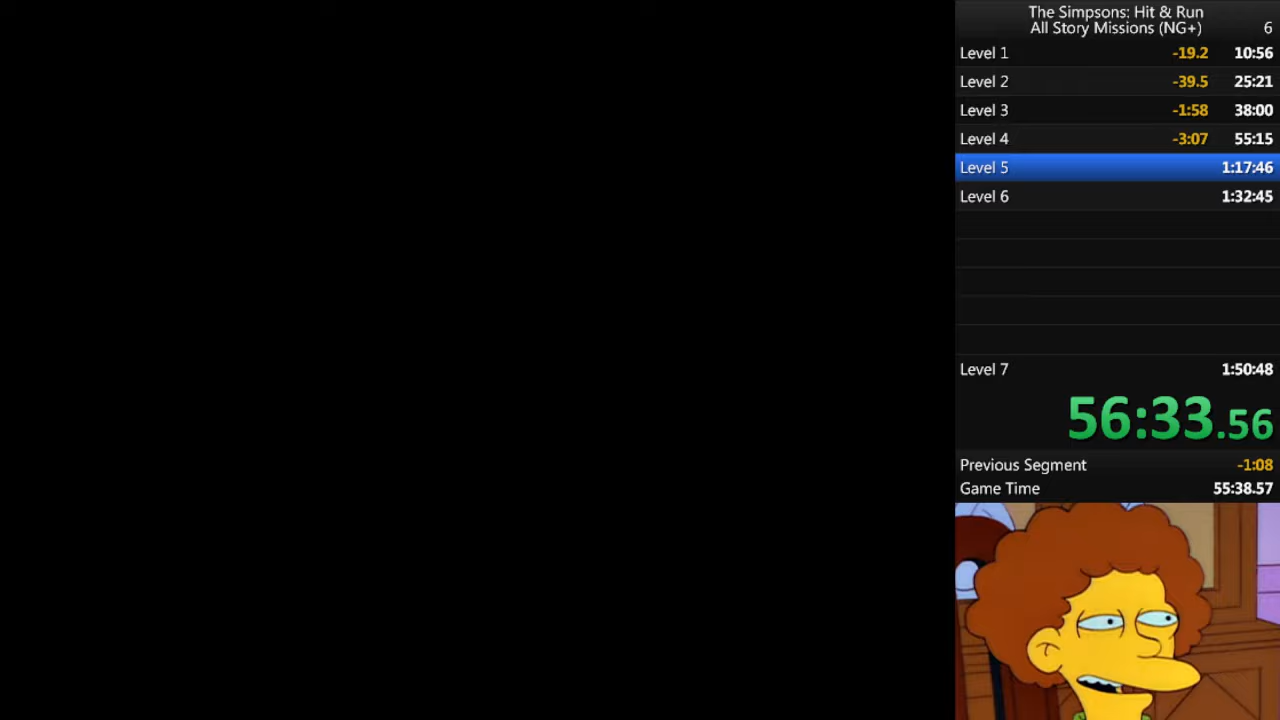 The Simpsons: Hit & Run
All Story Missions (NG+) 6
Level 1 -19.2 10:56
Level 2 -39.5 25:21
Level 3 -1:58 38:00
Level 4 -3:07 55:15
Level 5 1:17:46
Level 6 1:32:45
Level 7 1:50:48
56:33.56
Previous Segment -1:08
Game Time 55:38.57